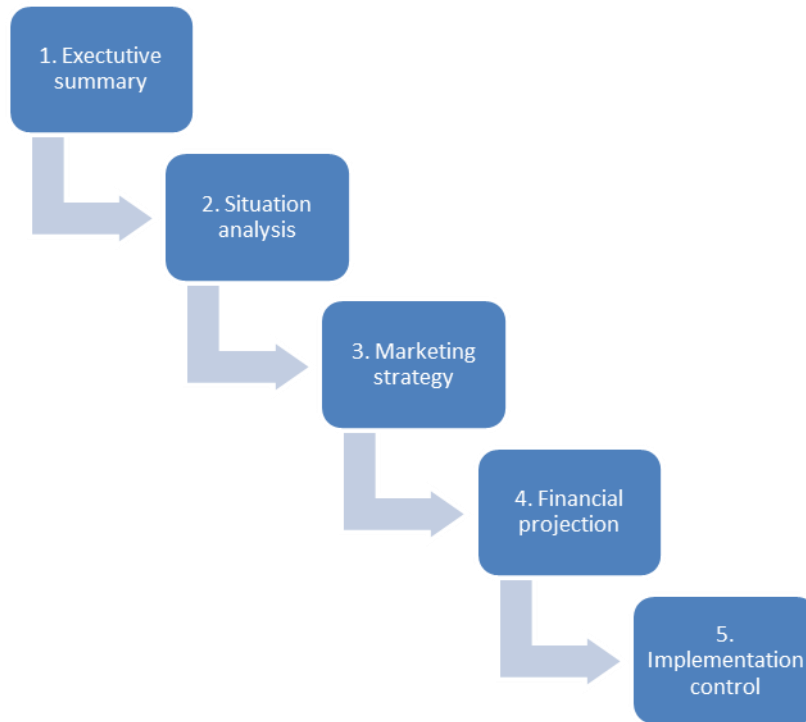 1. Exectutive
summary
2. Situation
analysis
3. Marketing
strategy
4. Financial
projection
5.
Implementation
control